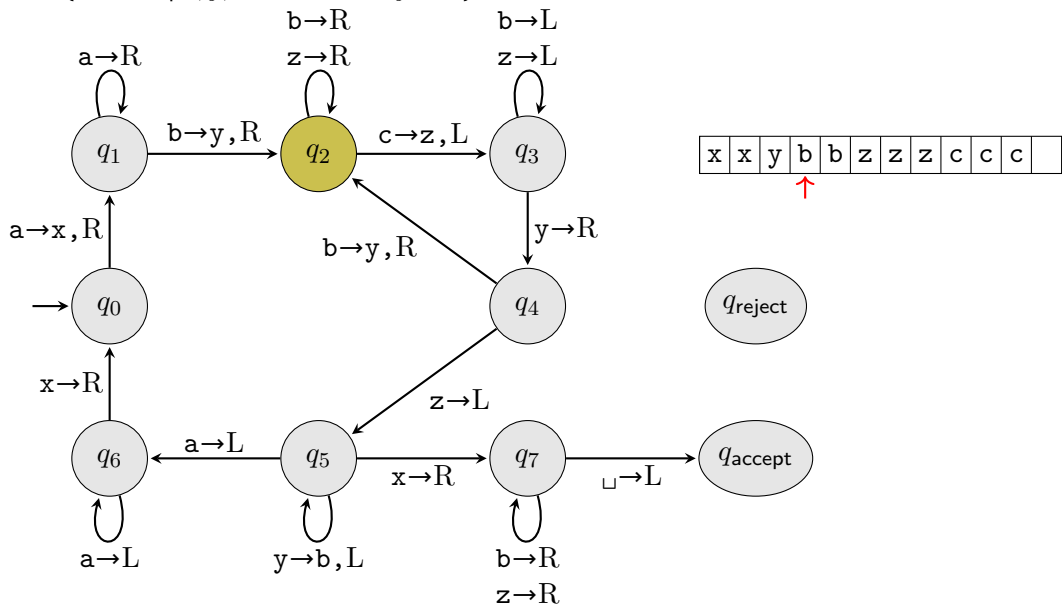 b→R
b→L
z→R
z→L
a→R
q1
b→y,R
q2
c→z,L
q3
x x y b b z z z c c c
a→x,R
b→y,R
y→R
q0
q4
qreject
x→R
z→L
q6
a→L
q5
x→R
q7
␣→L
qaccept
a→L
y→b,L
b→R
z→R